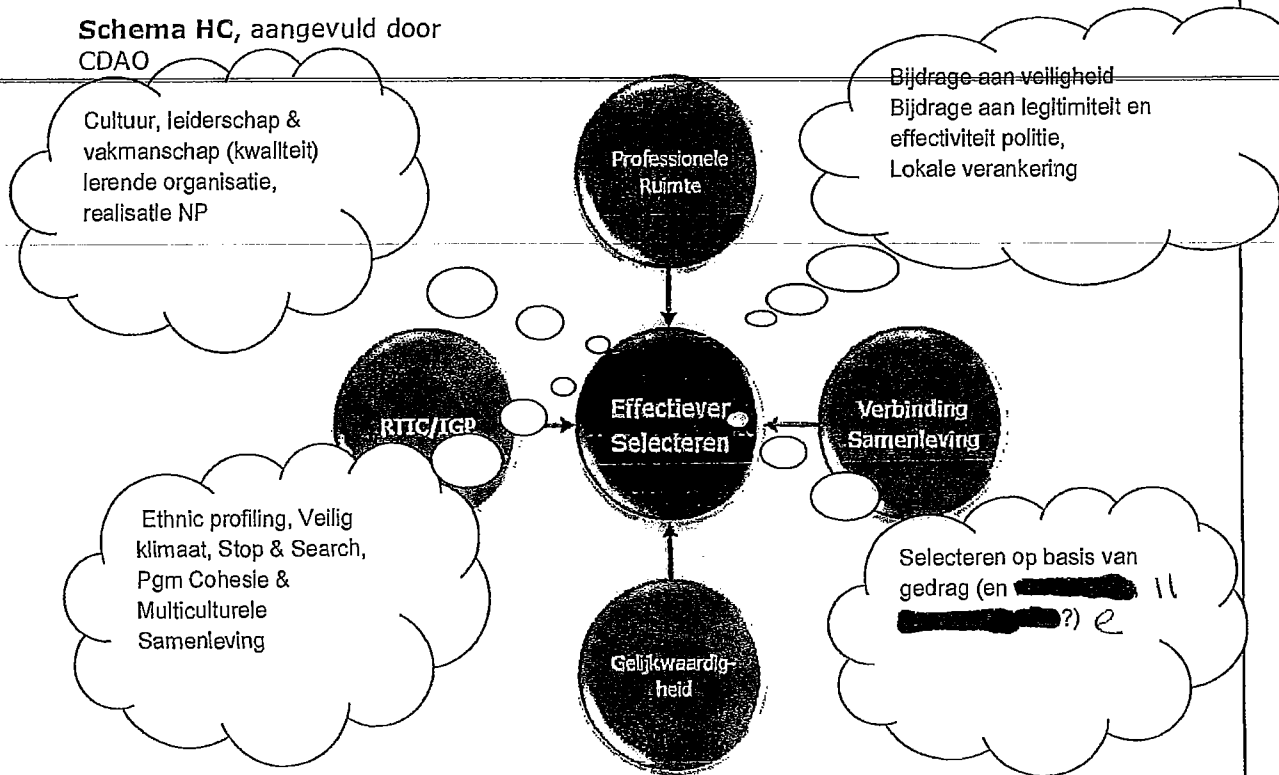 Schema HC, aangevuld door
CDAO
Cultuur, leiderschap &
vakmanschap (kwaliteit)
lerende organisatie,
realisatie NP
Bijdrage aan veiligheid
Bijdrage aan legitimiteit en
effectiviteit politie,
Lokale verankering
Professionele
Ruimte
RTIC/IGP
Effectiever
Selecteren
Verbinding
Samenleving
Ethnic profiling, Veilig
klimaat, Stop & Search,
Pgm Cohesie &
Multiculturele
Samenleving
Selecteren op basis van
gedrag (en 11
?) e
Gelijkwaardig-
heid